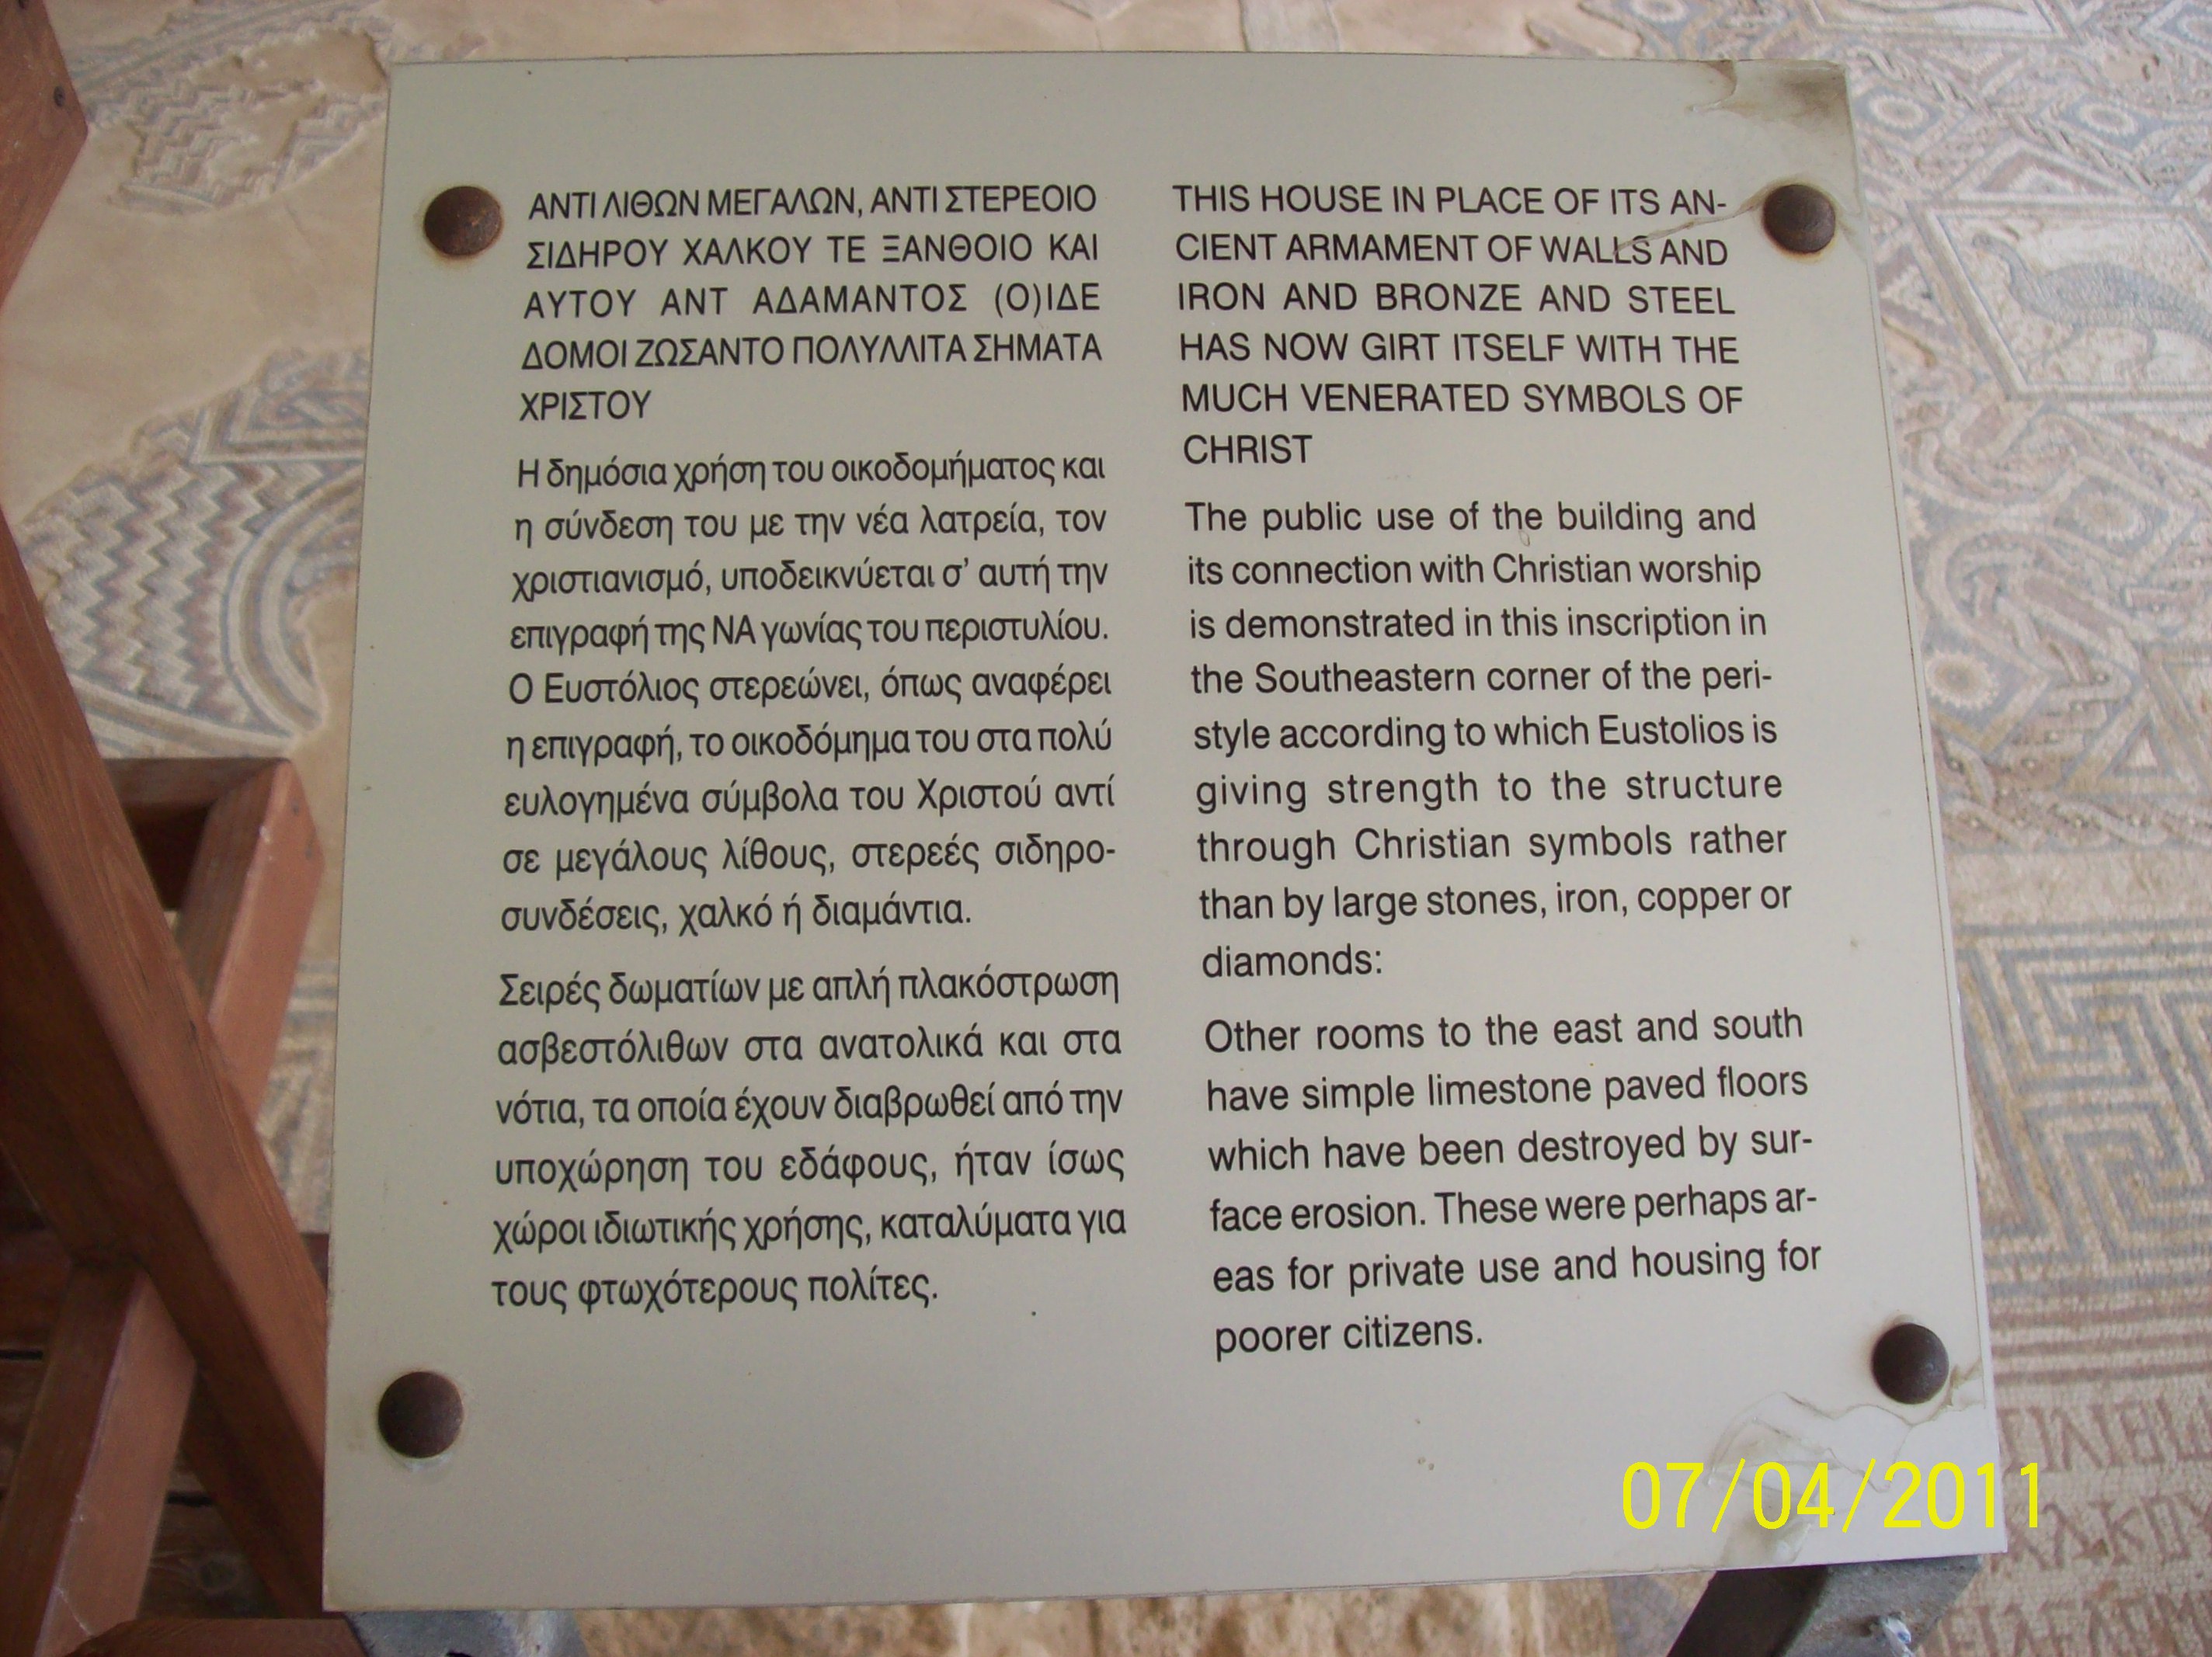 ΑΝΤΙ ΛΙΘΩΝ ΜΕΓΑΛΩΝ, ΑΝΤΙ ΣΤΕΡΕΟΙΟ
ΣΙΔΗΡΟΥ ΧΑΛΚΟΥ ΤΕ ΞΑΝΘΟΙΟ ΚΑΙ
ΑΥΤΟΥ ΑΝΤ ΑΔΑΜΑΝΤΟΣ (Ο)ΙΔΕ
ΔΟΜΟΙ ΖΩΣΑΝΤΟ ΠΟΛΥΛΛΙΤΑ ΣΗΜΑΤΑ
ΧΡΙΣΤΟΥ
Η δημόσια χρήση του οικοδομήματος και
η σύνδεση του με την νέα λατρεία, τον
χριστιανισμό, υποδεικνύεται σ' αυτή την
επιγραφή της ΝΑ γωνίας του περιστυλίου.
Ο Ευστόλιος στερεώνει, όπως αναφέρει
η επιγραφή, το οικοδόμημα του στα πολύ
ευλογημένα σύμβολα του Χριστού αντί
σε μεγάλους λίθους, στερεές σιδηρο-
συνδέσεις, χαλκό ή διαμάντια.
Σειρές δωματίων με απλή πλακόστρωση
ασβεστόλιθων στα ανατολικά και στα
νότια, τα οποία έχουν διαβρωθεί από την
υποχώρηση του εδάφους, ήταν ίσως
χώροι ιδιωτικής χρήσης, καταλύματα για
τους φτωχότερους πολίτες.
THIS HOUSE IN PLACE OF ITS AN-
CIENT ARMAMENT OF WALLS AND
IRON AND BRONZE AND STEEL
HAS NOW GIRT ITSELF WITH THE
MUCH VENERATED SYMBOLS OF
CHRIST
The public use of the building and
its connection with Christian worship
is demonstrated in this inscription in
the Southeastern corner of the peri-
style according to which Eustolios is
giving strength to the structure
through Christian symbols rather
than by large stones, iron, copper or
diamonds:
Other rooms to the east and south
have simple limestone paved floors
which have been destroyed by sur-
face erosion. These were perhaps ar-
eas for private use and housing for
poorer citizens.
07/04/2011